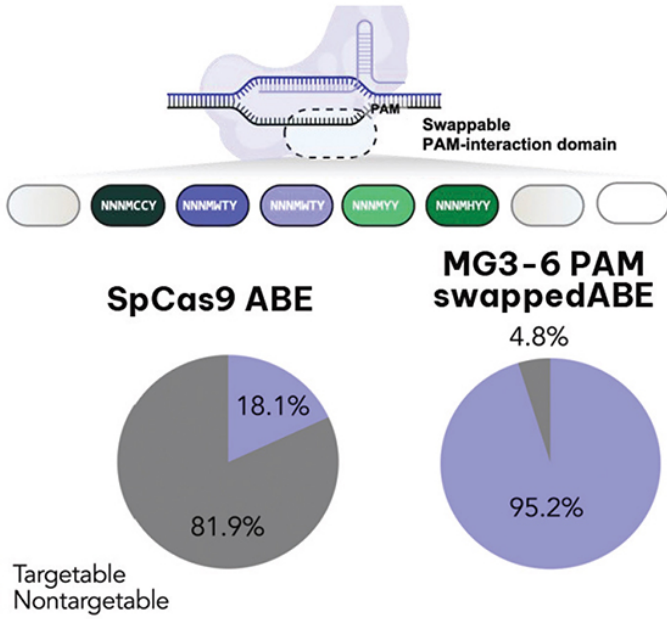 PAM
Swappable
PAM-interaction domain
NNNMCCY
NNNMWTY
NNNMWTY
NNNMYY
NNNMHYY
SpCas9 ABE
MG3-6 PAM
swappedABE
4.8%
18.1%
81.9%
95.2%
Targetable
Nontargetable